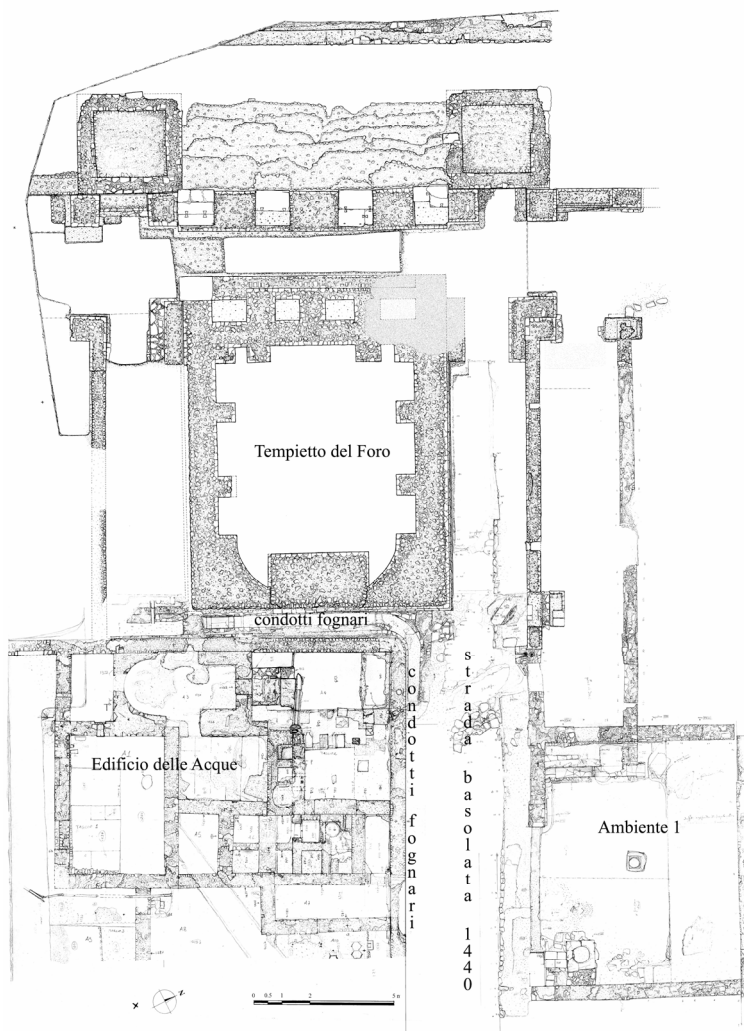 Tempietto del Foro
condotti fognari
condotti fognari
strada basolata 1440
Edificio delle Acque
Ambiente 1
0 0.5 1 2 5 m